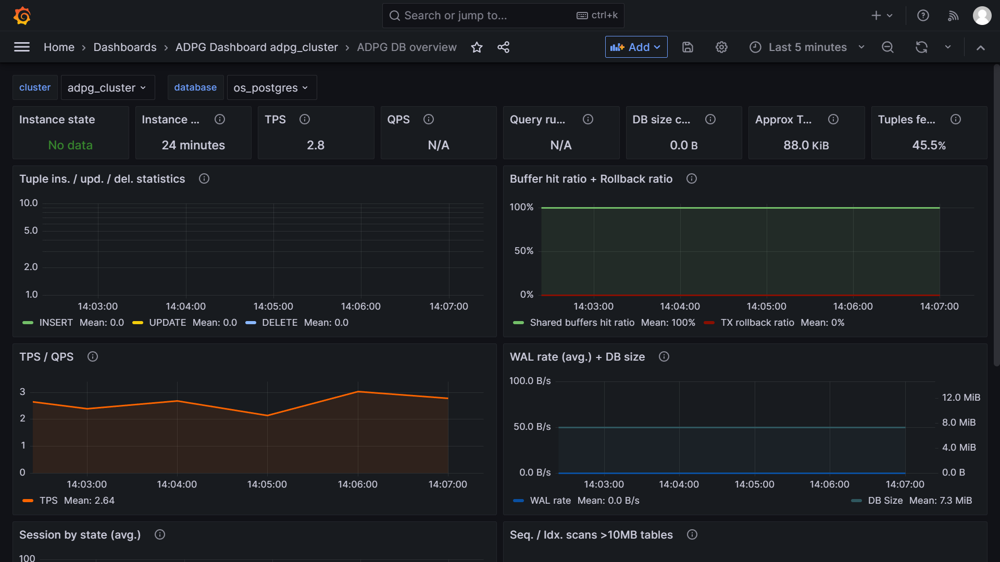 Search or jump to... ctrl+k
Home › Dashboards › ADPG Dashboard adpg_cluster › ADPG DB overview Add Last 5 minutes
cluster adpg_cluster database os_postgres
Instance state
No data
Instance ...
24 minutes
TPS
2.8
QPS
N/A
Query ru...
N/A
DB size c...
0.0 B
Approx T...
88.0 KiB
Tuples fe...
45.5%
Tuple ins. / upd. / del. statistics
10.0
5.0
2.0
1.0
14:03:00 14:04:00 14:05:00 14:06:00 14:07:00
INSERT Mean: 0.0 UPDATE Mean: 0.0 DELETE Mean: 0.0
Buffer hit ratio + Rollback ratio
100%
50%
0%
14:03:00 14:04:00 14:05:00 14:06:00 14:07:00
Shared buffers hit ratio Mean: 100% TX rollback ratio Mean: 0%
TPS / QPS
3
2
1
0
14:03:00 14:04:00 14:05:00 14:06:00 14:07:00
TPS Mean: 2.64
WAL rate (avg.) + DB size
100.0 B/s
12.0 MiB
50.0 B/s 8.0 MiB
4.0 MiB
0.0 B/s 0.0 B
14:03:00 14:04:00 14:05:00 14:06:00 14:07:00
WAL rate Mean: 0.0 B/s DB Size Mean: 7.3 MiB
Session by state (avg.)
100
Seq. / Idx. scans >10MB tables